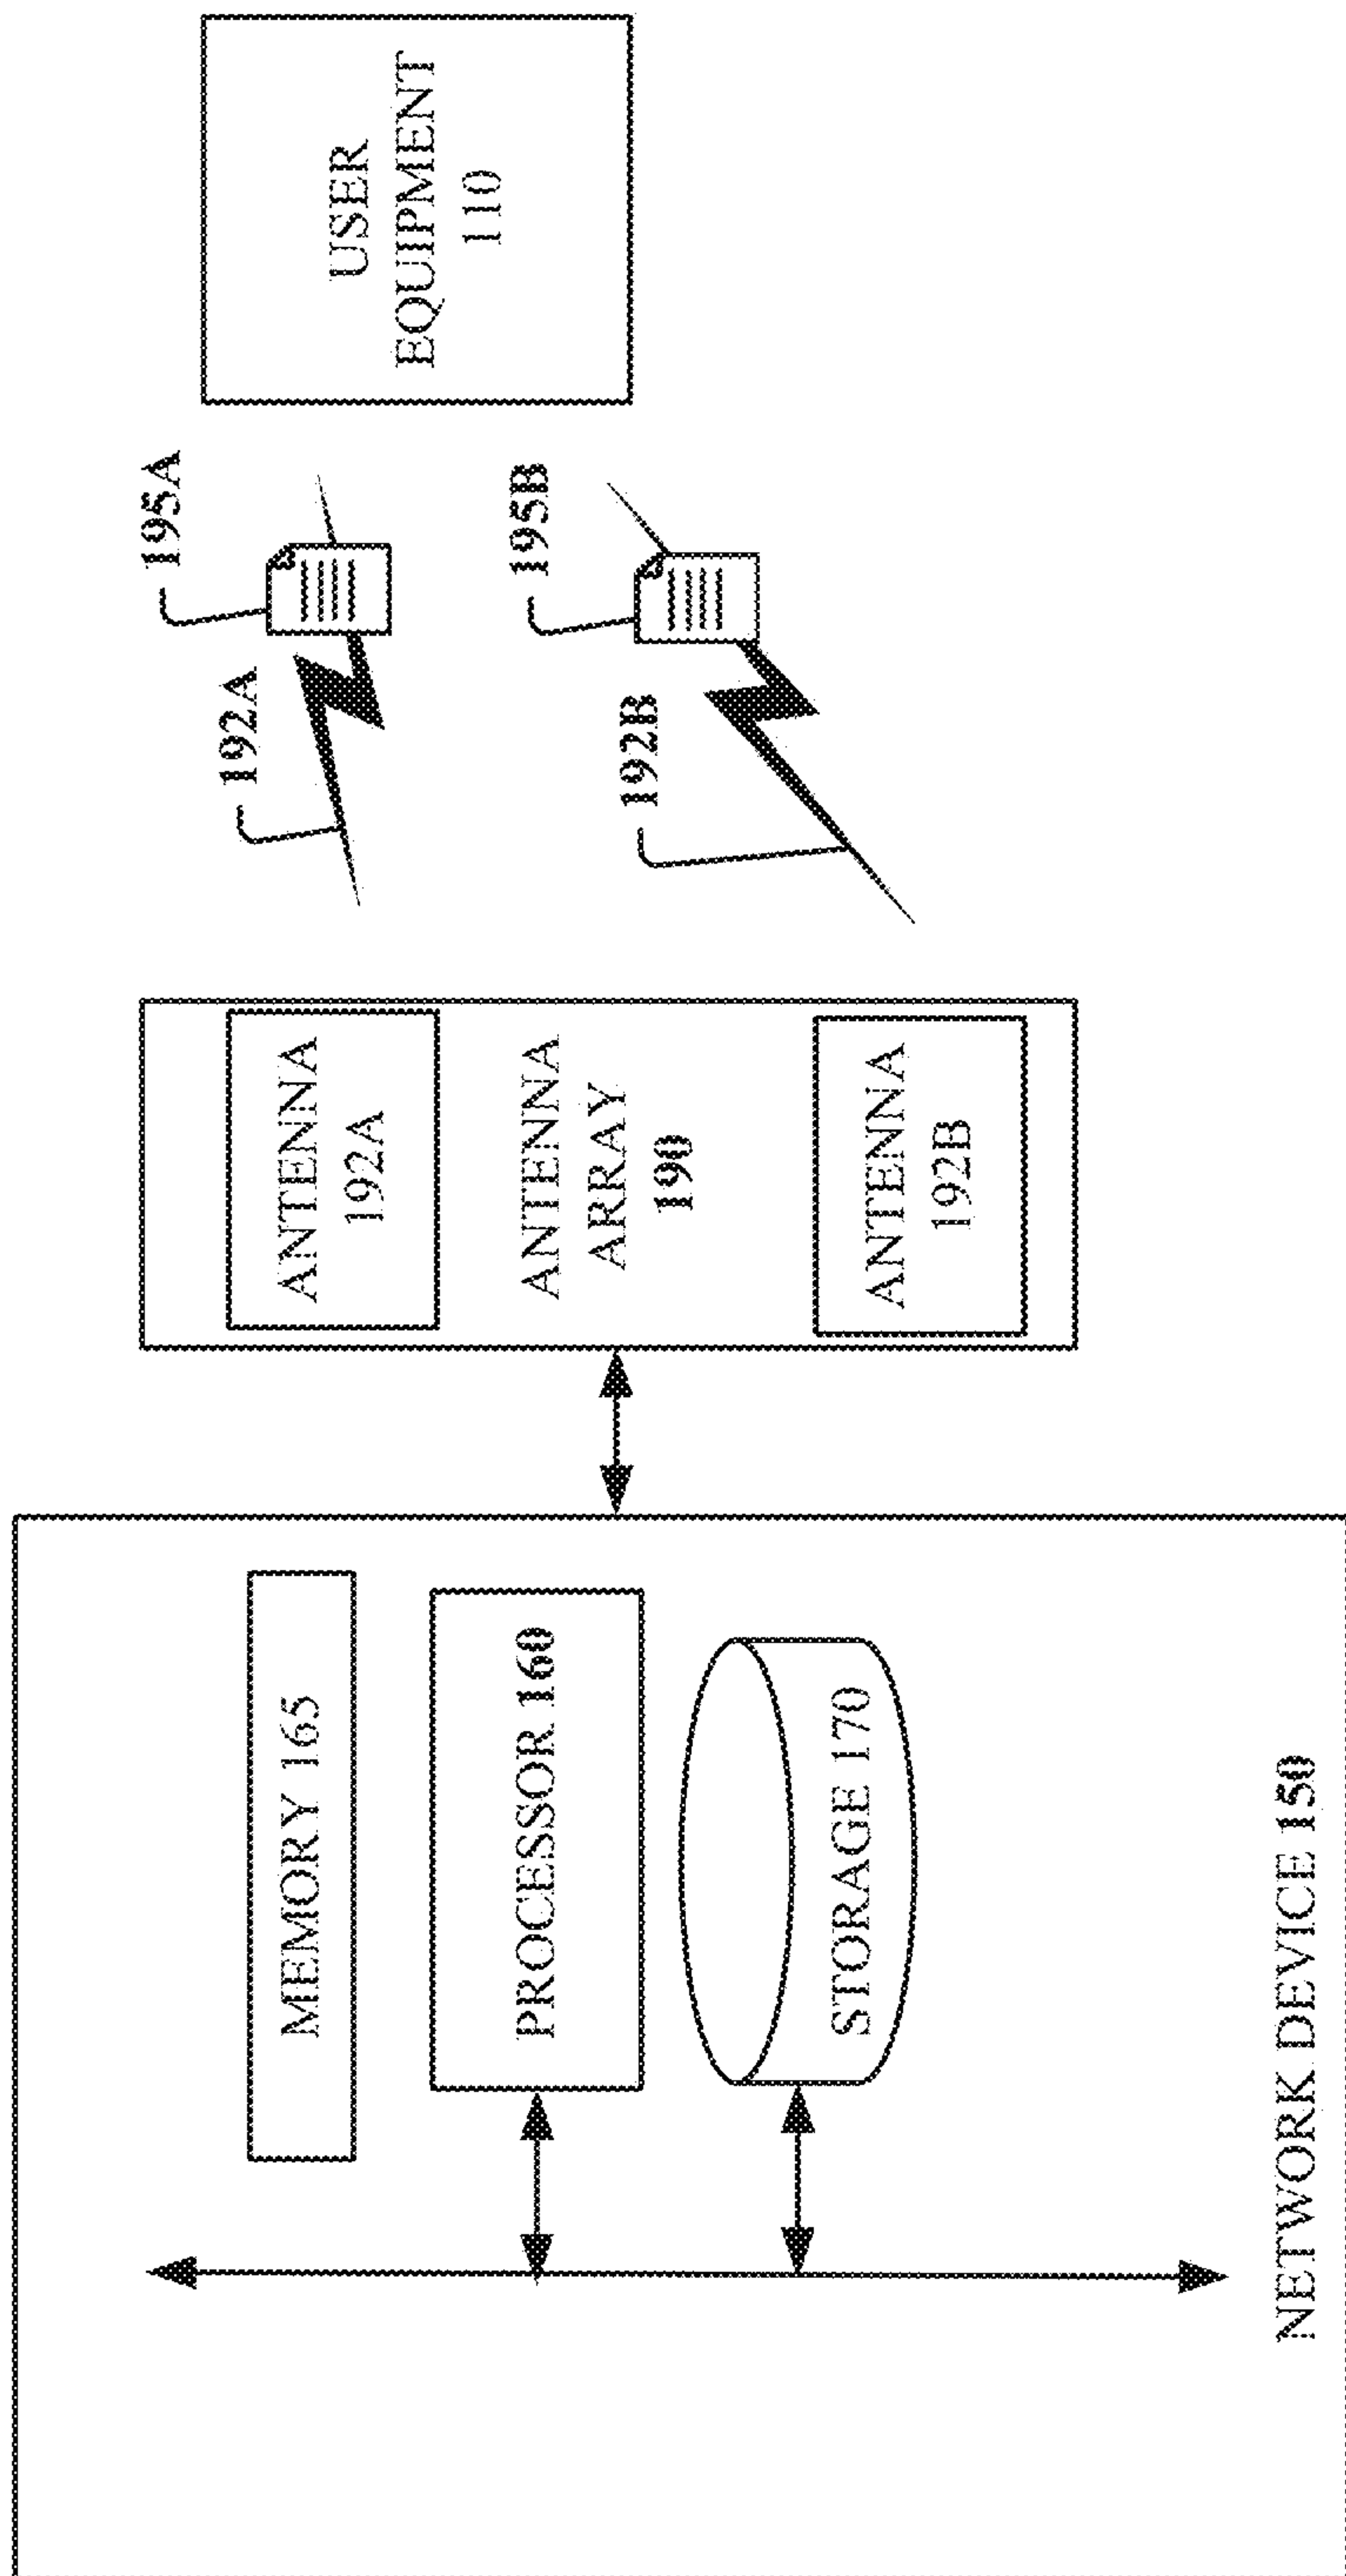 MEMORY 165
PROCESSOR 160
STORAGE 170
NETWORK DEVICE 150
ANTENNA
192A
ANTENNA
ARRAY
190
ANTENNA
192B
192A
195A
192B
195B
USER
EQUIPMENT
110